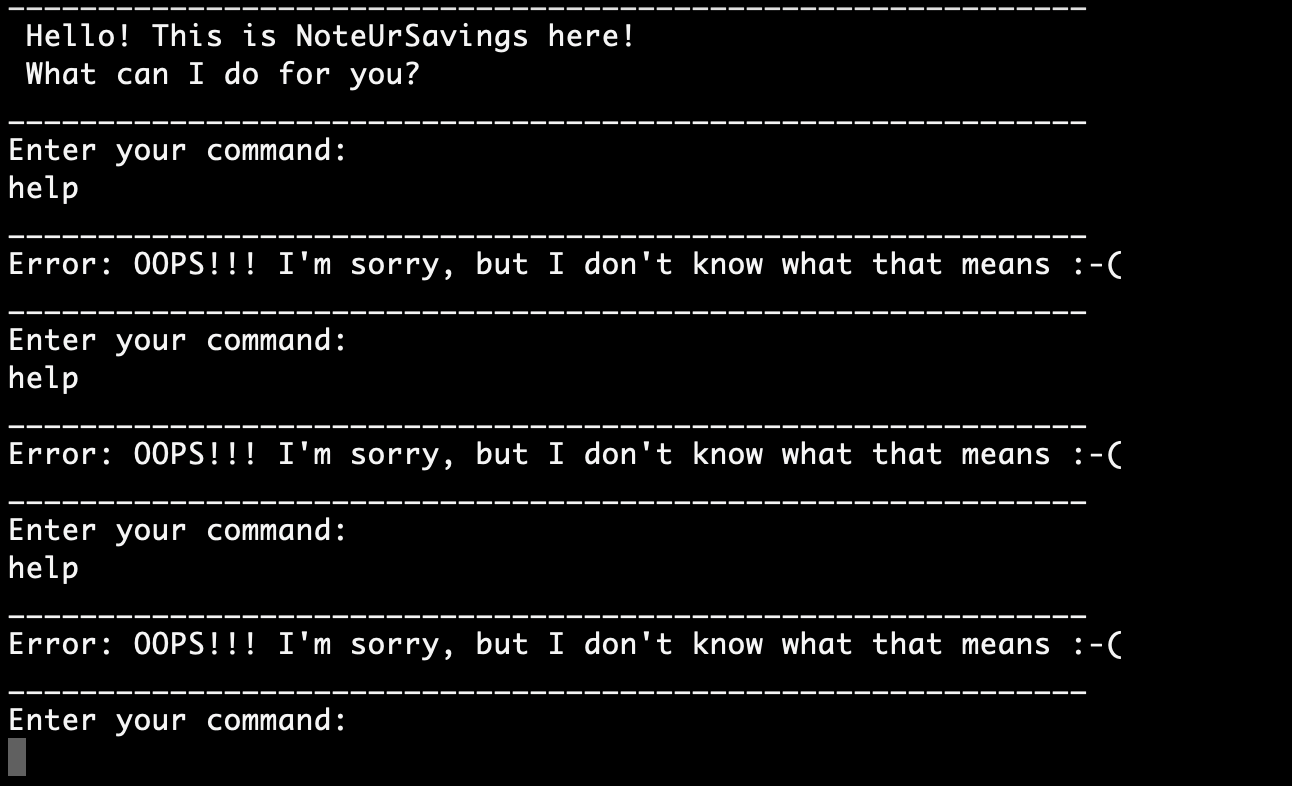 ____________________________________________________________
 Hello! This is NoteUrSavings here!
 What can I do for you?
____________________________________________________________
Enter your command:
help
____________________________________________________________
Error: OOPS!!! I'm sorry, but I don't know what that means :-(
____________________________________________________________
Enter your command:
help
____________________________________________________________
Error: OOPS!!! I'm sorry, but I don't know what that means :-(
____________________________________________________________
Enter your command:
help
____________________________________________________________
Error: OOPS!!! I'm sorry, but I don't know what that means :-(
____________________________________________________________
Enter your command: